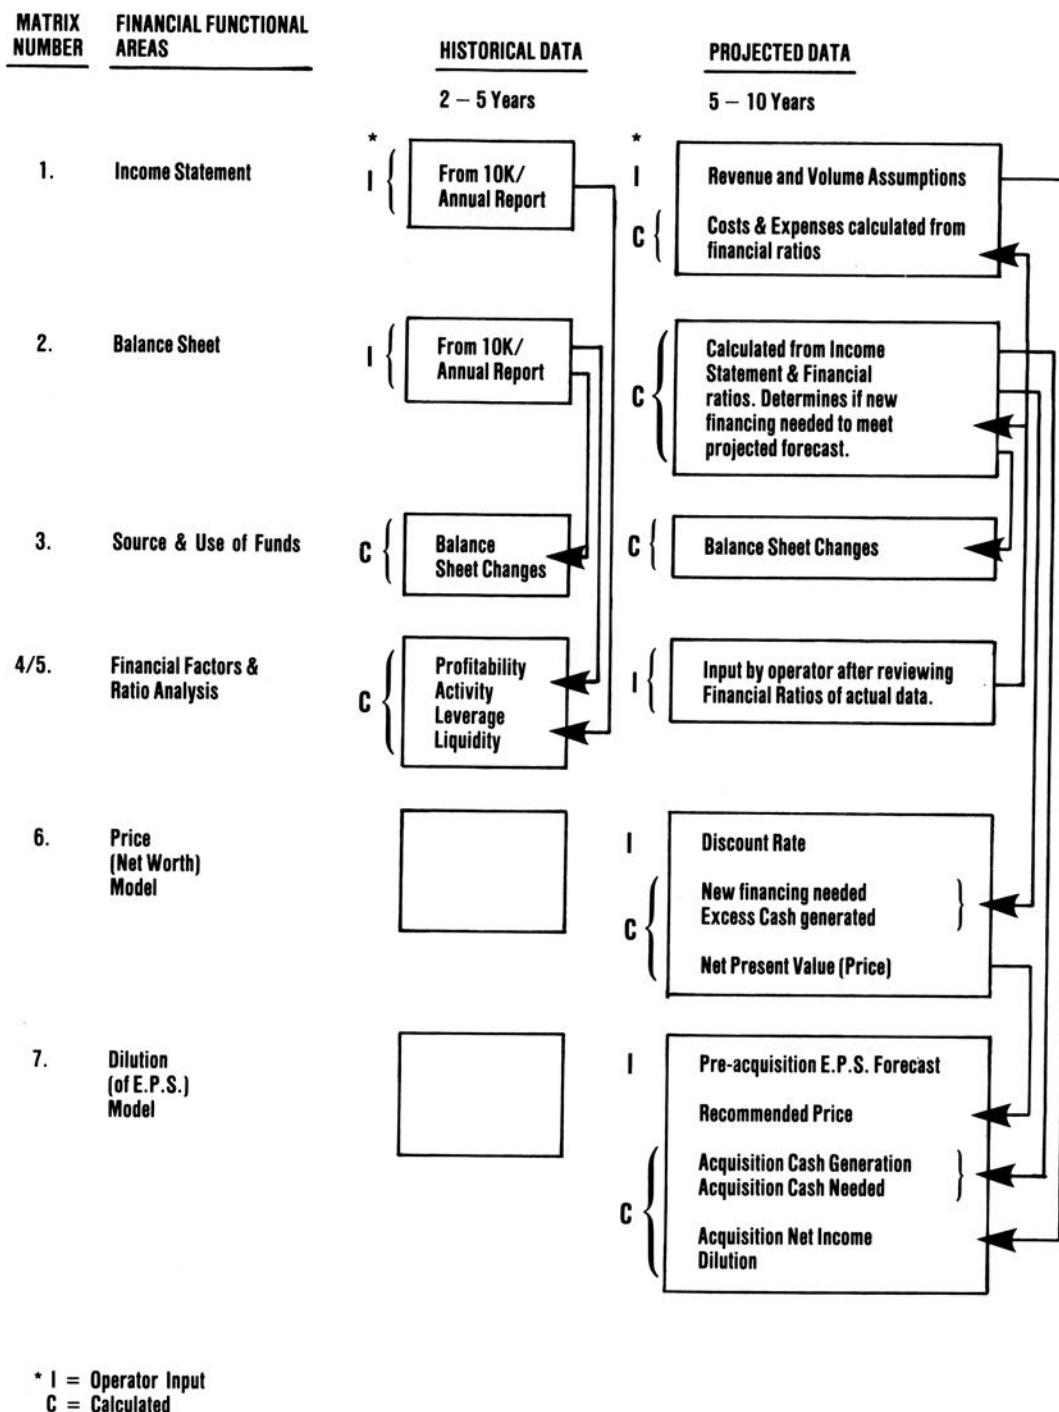 MATRIX NUMBER
FINANCIAL FUNCTIONAL AREAS
HISTORICAL DATA
PROJECTED DATA
2 – 5 Years
5 – 10 Years
*
*
1.
Income Statement
I
From 10K/
Annual Report
I
Revenue and Volume Assumptions
C
Costs & Expenses calculated from
financial ratios
2.
Balance Sheet
I
From 10K/
Annual Report
C
Calculated from Income
Statement & Financial
ratios. Determines if new
financing needed to meet
projected forecast.
3.
Source & Use of Funds
C
Balance
Sheet Changes
C
Balance Sheet Changes
4/5.
Financial Factors &
Ratio Analysis
C
Profitability
Activity
Leverage
Liquidity
I
Input by operator after reviewing
Financial Ratios of actual data.
6.
Price
(Net Worth)
Model
I
Discount Rate
C
New financing needed
Excess Cash generated
Net Present Value (Price)
7.
Dilution
(of E.P.S.)
Model
I
Pre-acquisition E.P.S. Forecast
Recommended Price
C
Acquisition Cash Generation
Acquisition Cash Needed
Acquisition Net Income
Dilution
* I = Operator Input
C = Calculated